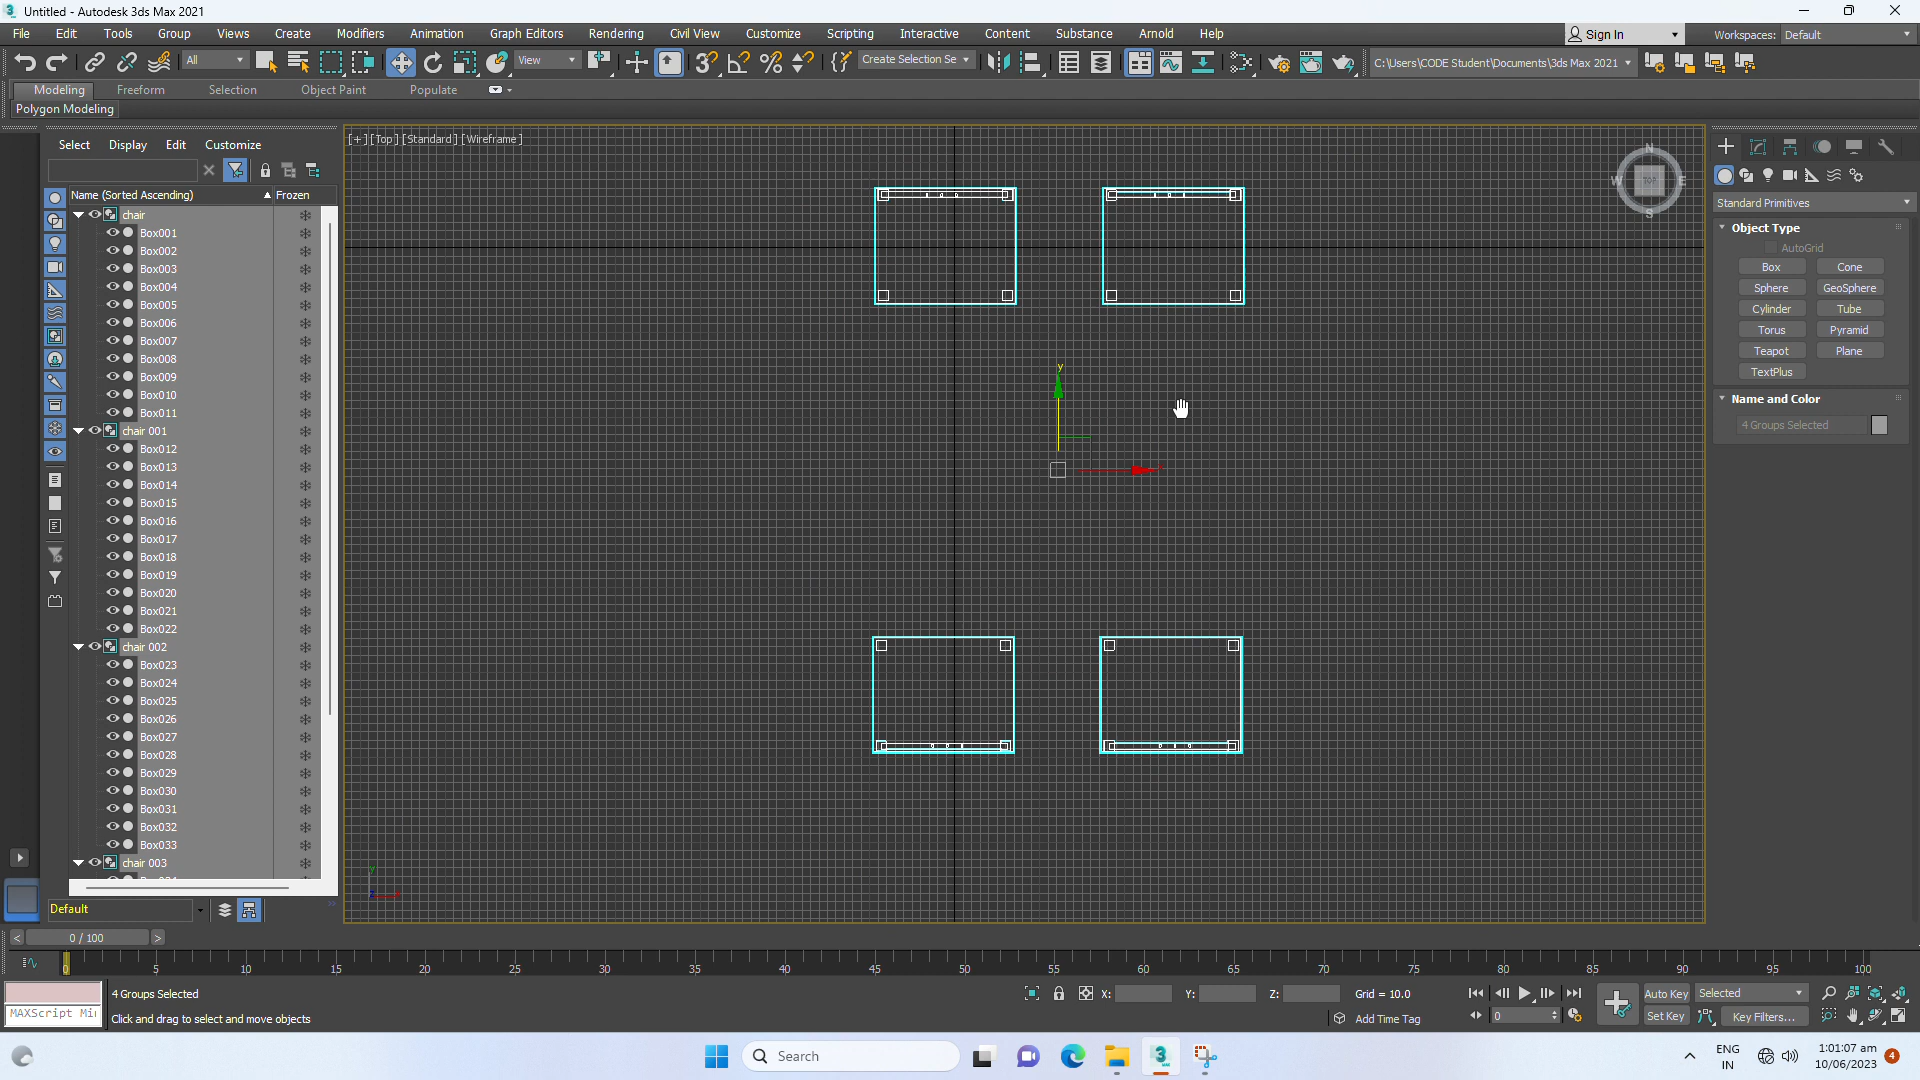 Untitled - Autodesk 3ds Max 2021
File Edit Tools Group Views Create Modifiers Animation Graph Editors Rendering Civil View Customize Scripting Interactive Content Substance Arnold Help Sign In Workspaces: Default
All View Create Selection Se C:\Users\CODE Student\Documents\3ds Max 2021
Modeling Freeform Selection Object Paint Populate
Polygon Modeling
Select Display Edit Customize
Name (Sorted Ascending) Frozen
chair
Box001
Box002
Box003
Box004
Box005
Box006
Box007
Box008
Box009
Box010
Box011
chair 001
Box012
Box013
Box014
Box015
Box016
Box017
Box018
Box019
Box020
Box021
Box022
chair 002
Box023
Box024
Box025
Box026
Box027
Box028
Box029
Box030
Box031
Box032
Box033
chair 003
Default
[+] [Top] [Standard] [Wireframe]
y
N
W TOP E
S
Standard Primitives
Object Type
AutoGrid
Box Cone
Sphere GeoSphere
Cylinder Tube
Torus Pyramid
Teapot Plane
TextPlus
Name and Color
4 Groups Selected
0 / 100
0 5 10 15 20 25 30 35 40 45 50 55 60 65 70 75 80 85 90 95 100
4 Groups Selected X: Y: Z: Grid = 10.0 Auto Key Selected
MAXScript Mi Click and drag to select and move objects Add Time Tag 0 Set Key Key Filters...
Search
ENG
IN
1:01:07 am
10/06/2023
4